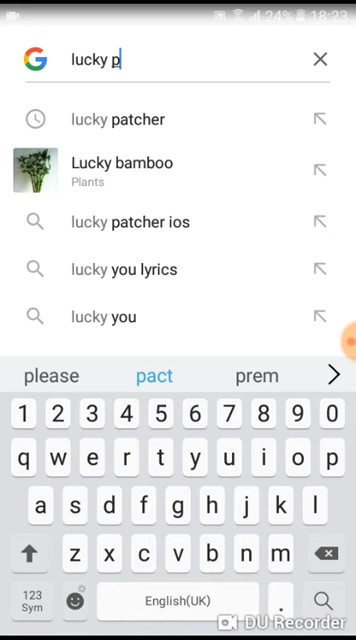 24% 18:23
lucky p
lucky patcher
Lucky bamboo
Plants
lucky patcher ios
lucky you lyrics
lucky you
please pact prem
1 2 3 4 5 6 7 8 9 0
q w e r t y u i o p
a s d f g h j k l
z x c v b n m
123
Sym
English(UK)
.
DU Recorder